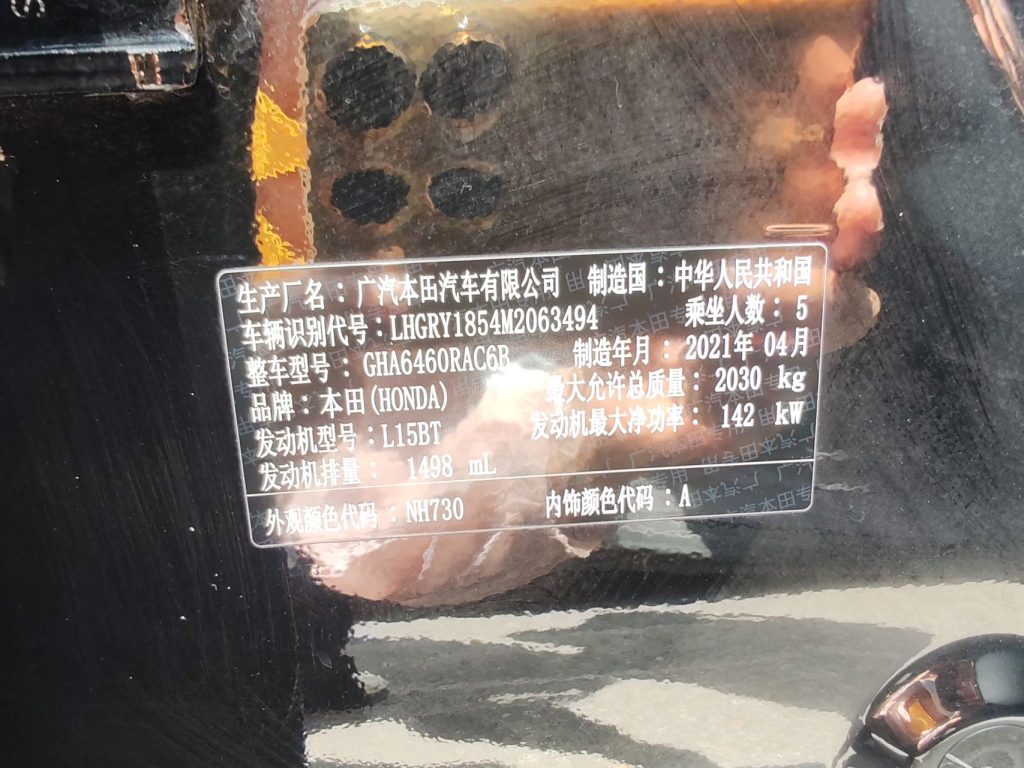 生产厂名：广汽本田汽车有限公司 制造国：中华人民共和国
车辆识别代号：LHGRY1854M2063494 乘坐人数：5
整车型号：GHA6460RAC6B 制造年月：2021年 04月
品牌：本田(HONDA) 最大允许总质量：2030 kg
发动机型号：L15BT 发动机最大净功率：142 kW
发动机排量：1498 mL
外观颜色代码：NH730 内饰颜色代码：A